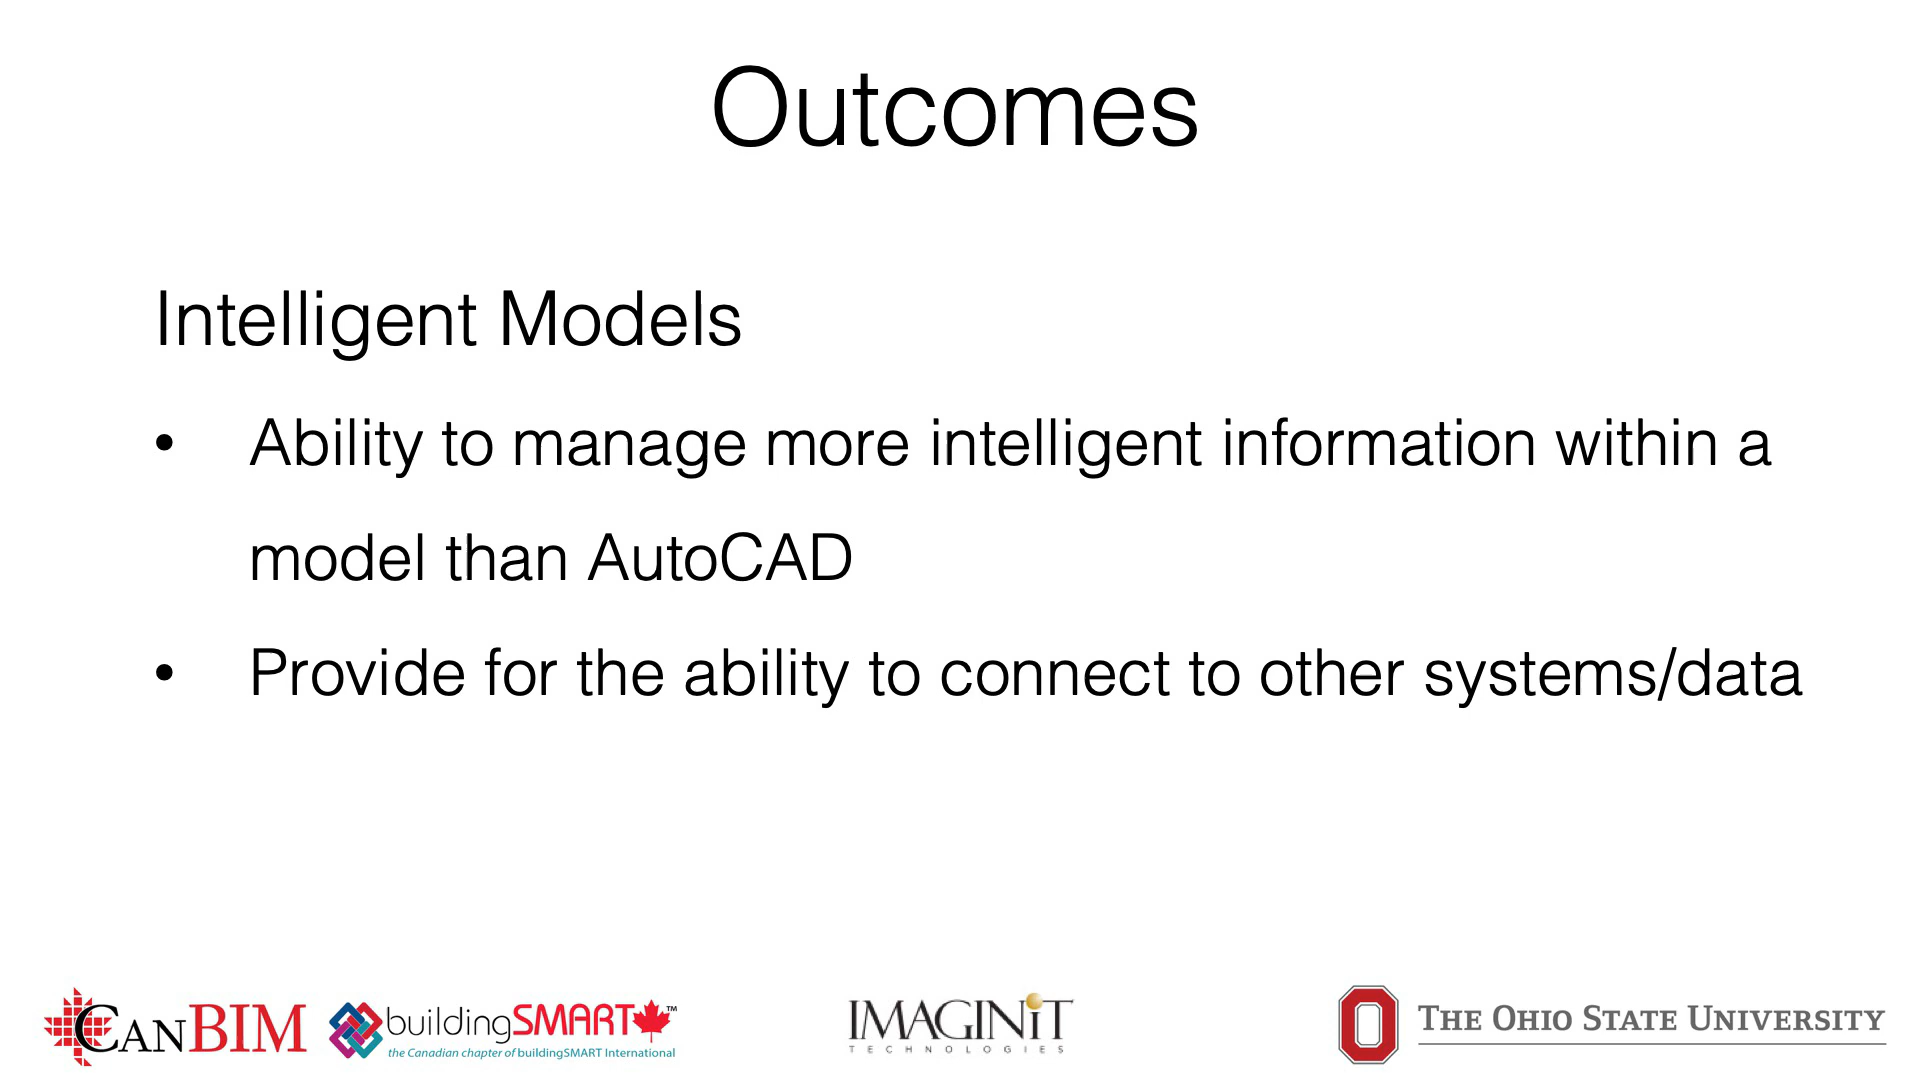 Outcomes
Intelligent Models
• Ability to manage more intelligent information within a
model than AutoCAD
• Provide for the ability to connect to other systems/data
CANBIM
buildingSMART™
the Canadian chapter of buildingSMART International
IMAGINiT
TECHNOLOGIES
THE OHIO STATE UNIVERSITY